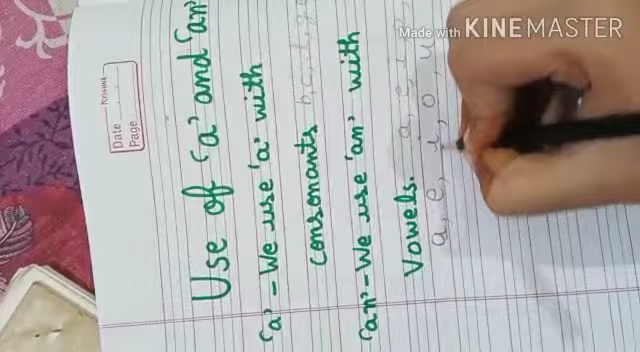 Made with KINEMASTER
Krishna
Date
Page
Use of 'a' and 'an'
'a' - We use 'a' with
consonants b, c, d,
'an' - We use 'an' with
Vowels. a, e, i,
a, e, i, o, u